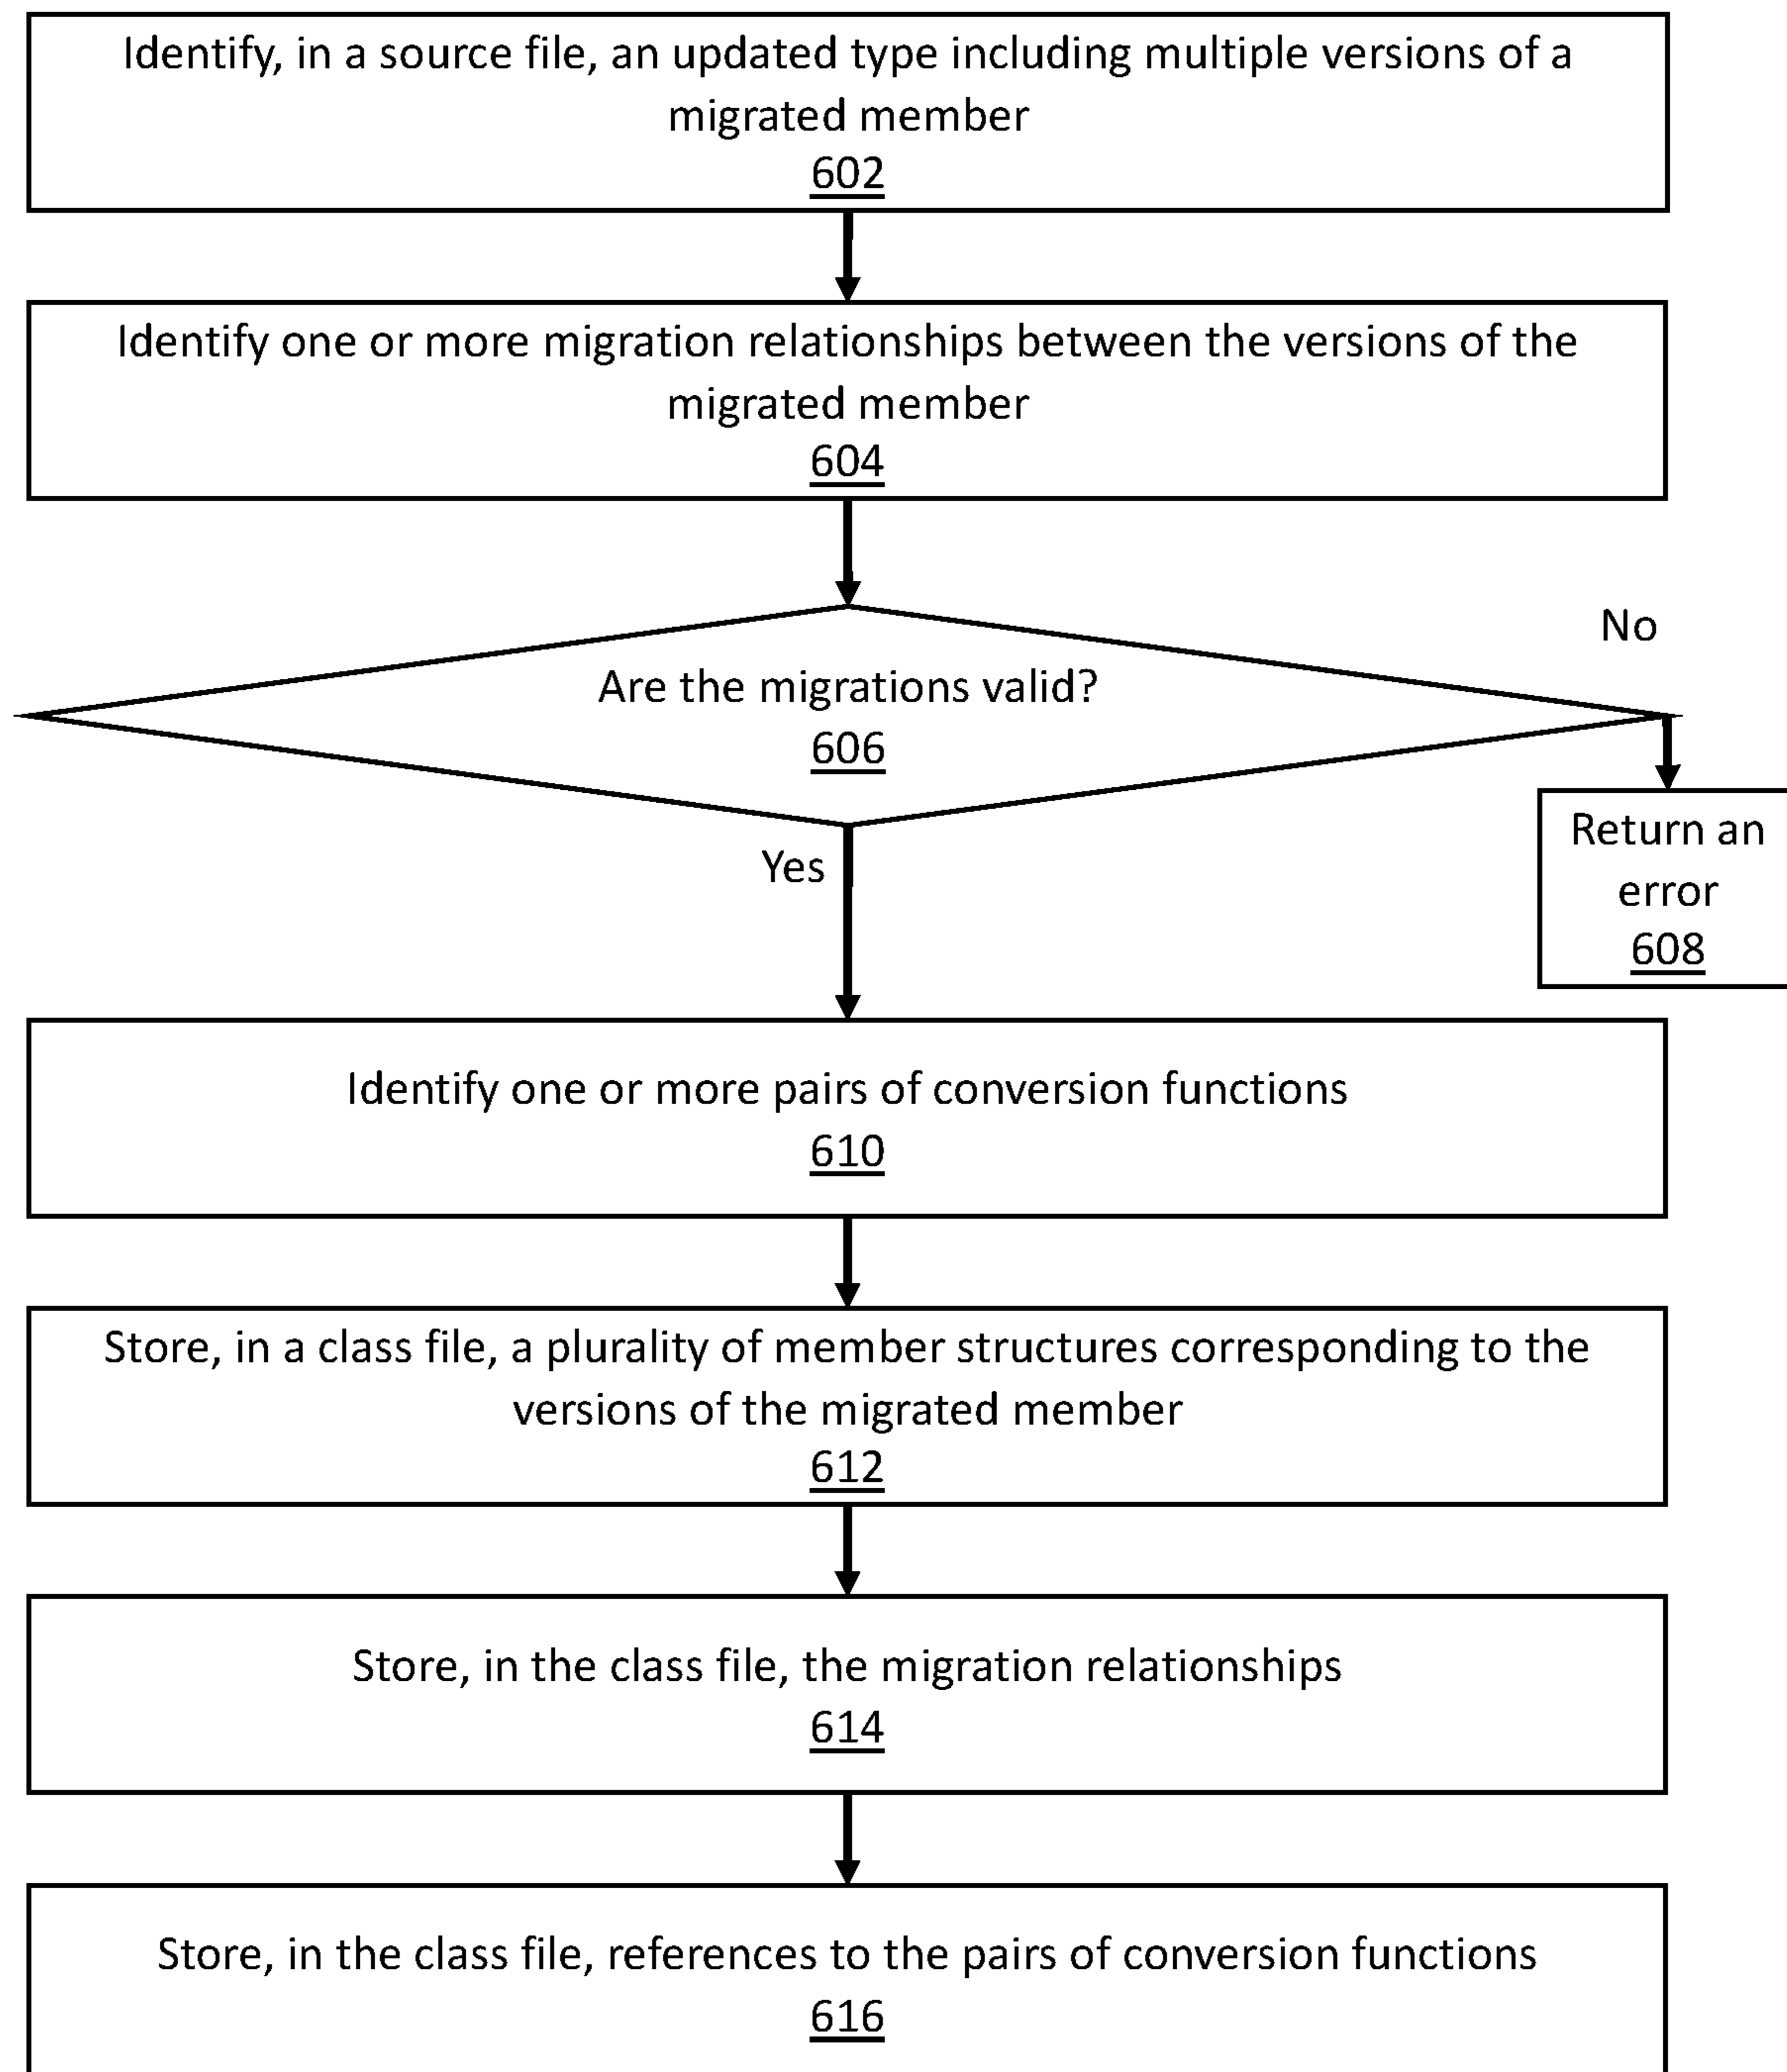 Identify, in a source file, an updated type including multiple versions of a
migrated member
602
Identify one or more migration relationships between the versions of the
migrated member
604
No
Are the migrations valid?
606
Return an
error
608
Yes
Identify one or more pairs of conversion functions
610
Store, in a class file, a plurality of member structures corresponding to the
versions of the migrated member
612
Store, in the class file, the migration relationships
614
Store, in the class file, references to the pairs of conversion functions
616